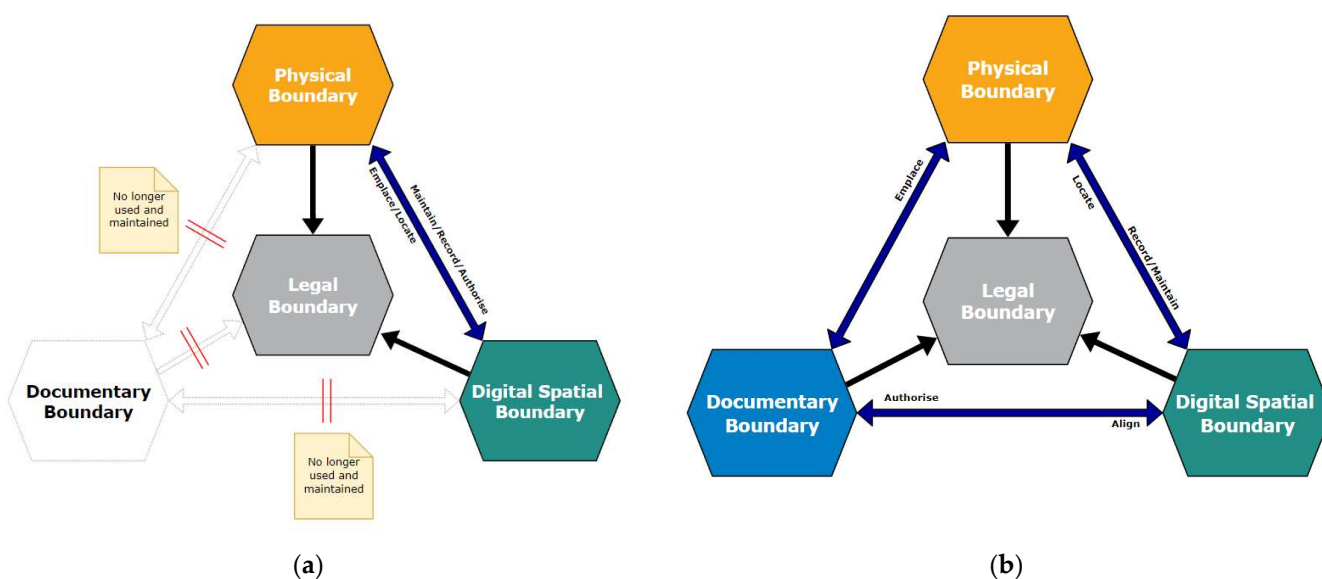 Physical
Boundary
No longer
used and
maintained
Maintain/Record/Authorise
Emplace/Locate
Legal
Boundary
Documentary
Boundary
Digital Spatial
Boundary
No longer
used and
maintained
(a)
Physical
Boundary
Emplace
Locate
Record/Maintain
Legal
Boundary
Documentary
Boundary
Authorise
Align
Digital Spatial
Boundary
(b)